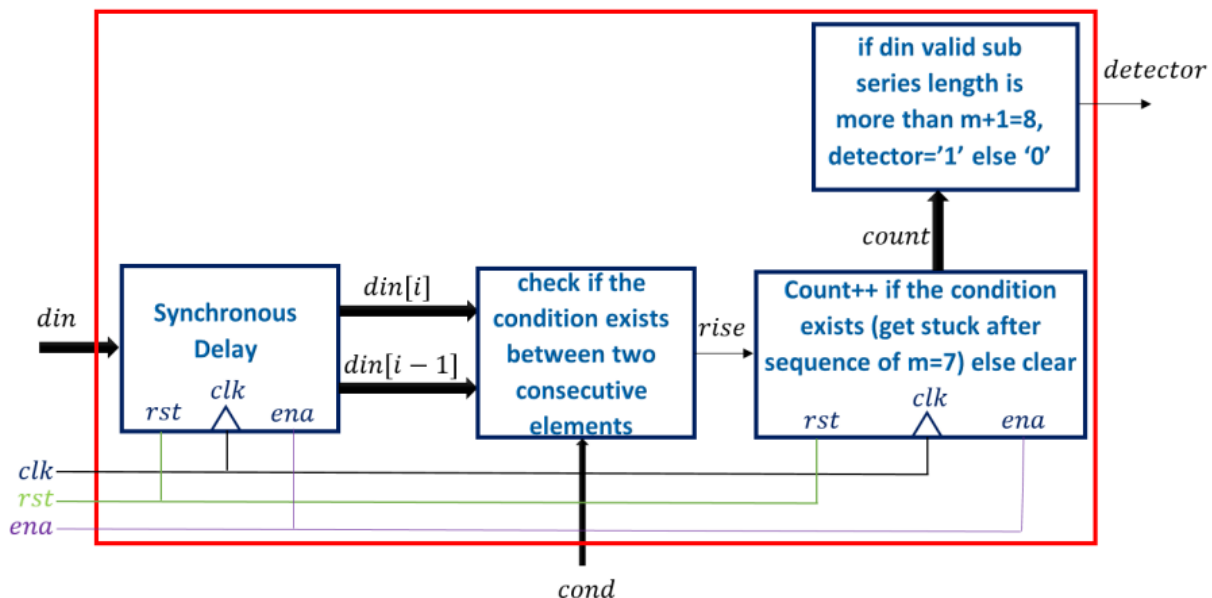 if din valid sub
series length is
more than m+1=8,
detector='1' else ‘0’
detector
count
din
Synchronous
Delay
rst
clk
ena
din[i]
din[i − 1]
check if the
condition exists
between two
consecutive
elements
rise
Count++ if the condition
exists (get stuck after
sequence of m=7) else clear
rst
clk
ena
clk
rst
ena
cond